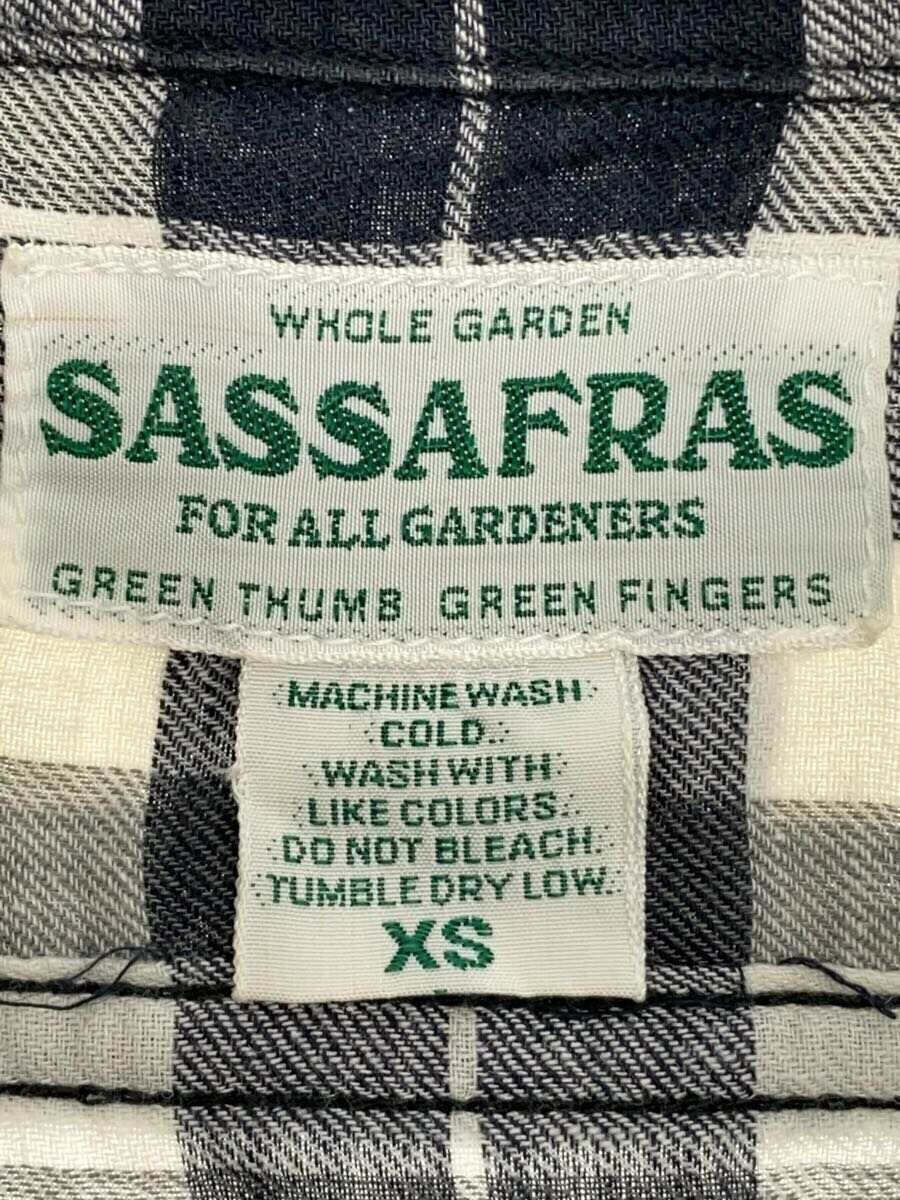 WHOLE GARDEN
SASSAFRAS
FOR ALL GARDENERS
GREEN THUMB GREEN FINGERS
MACHINE WASH
COLD.
WASH WITH
LIKE COLORS.
DO NOT BLEACH.
TUMBLE DRY LOW.
XS